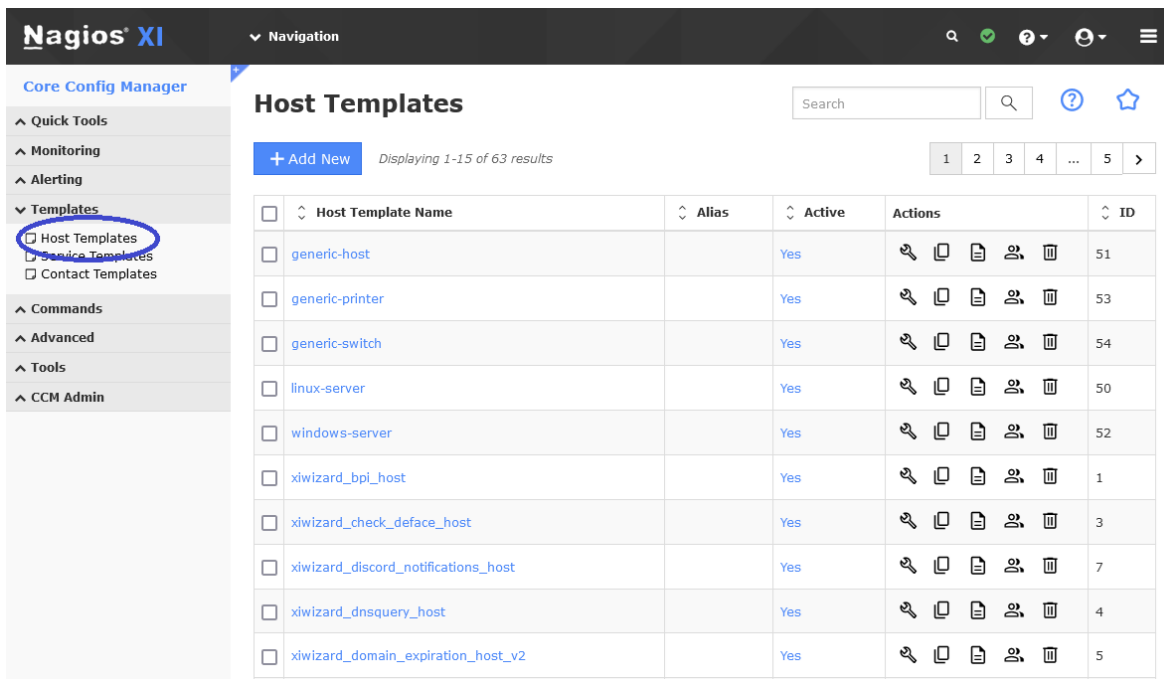 Nagios® XI
Navigation
Core Config Manager
Quick Tools
Monitoring
Alerting
Templates
Host Templates
Service Templates
Contact Templates
Commands
Advanced
Tools
CCM Admin
Host Templates
Search
+ Add New
Displaying 1-15 of 63 results
1 2 3 4 ... 5
Host Template Name Alias Active Actions ID
generic-host Yes 51
generic-printer Yes 53
generic-switch Yes 54
linux-server Yes 50
windows-server Yes 52
xiwizard_bpi_host Yes 1
xiwizard_check_deface_host Yes 3
xiwizard_discord_notifications_host Yes 7
xiwizard_dnsquery_host Yes 4
xiwizard_domain_expiration_host_v2 Yes 5